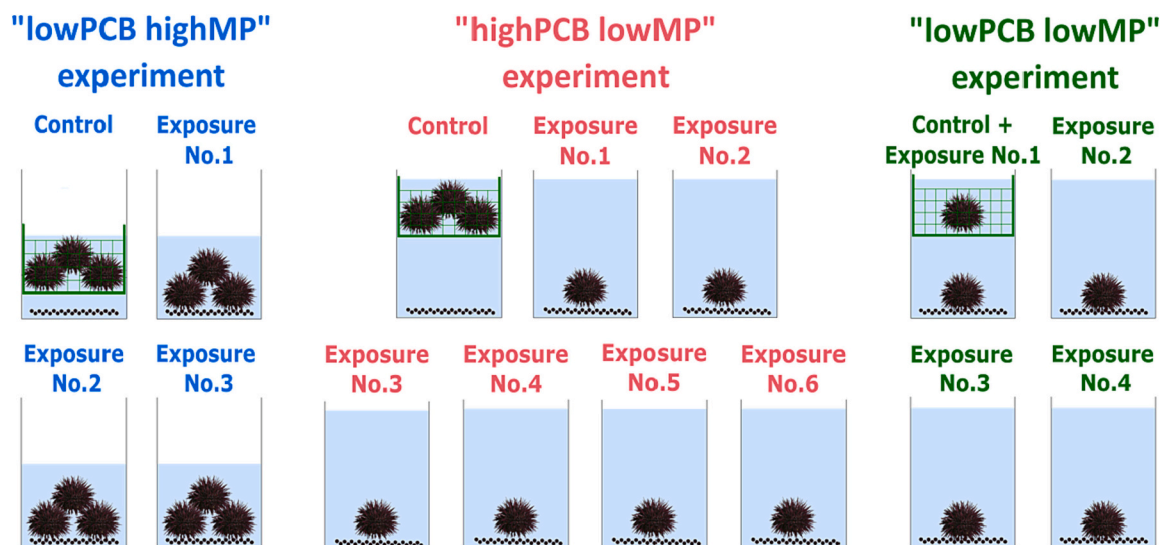 "lowPCB highMP"
experiment
Control
Exposure
No.1
Exposure
No.2
Exposure
No.3
"highPCB lowMP"
experiment
Control
Exposure
No.1
Exposure
No.2
Exposure
No.3
Exposure
No.4
Exposure
No.5
Exposure
No.6
"lowPCB lowMP"
experiment
Control +
Exposure No.1
Exposure
No.2
Exposure
No.3
Exposure
No.4